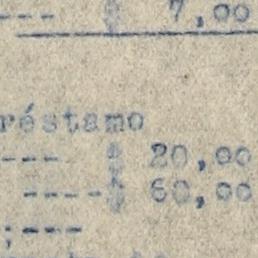 ---- $ 7,00
réstamo
---- $ 20,00
----- $ 60,00
;----